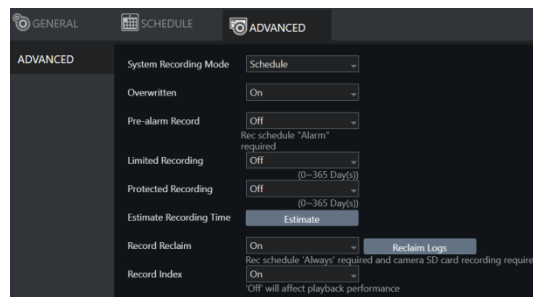 GENERAL SCHEDULE ADVANCED
ADVANCED
System Recording Mode Schedule
Overwritten On
Pre-alarm Record Off
Rec schedule "Alarm"
required
Limited Recording Off
(0~365 Day(s))
Protected Recording Off
(0~365 Day(s))
Estimate Recording Time Estimate
Record Reclaim On Reclaim Logs
Rec schedule 'Always' required and camera SD card recording require
Record Index On
'Off' will affect playback performance